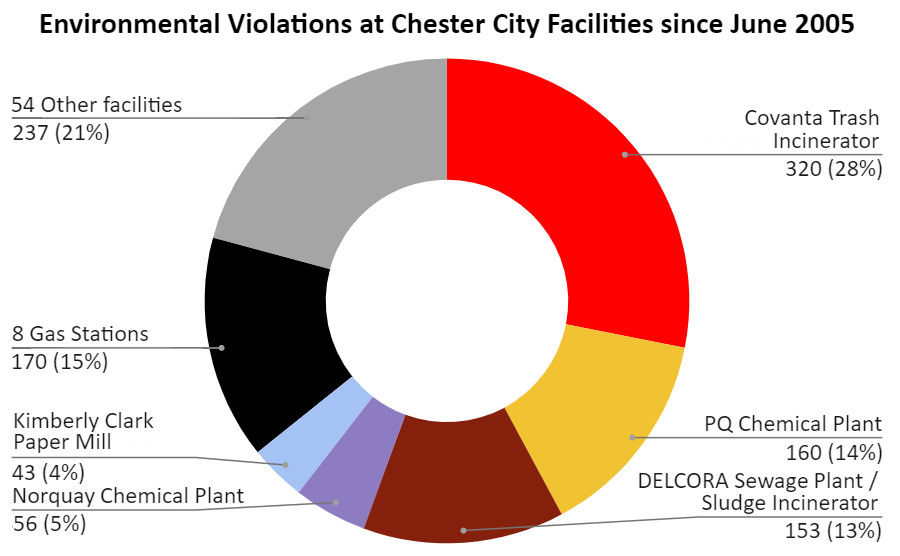 Environmental Violations at Chester City Facilities since June 2005
54 Other facilities
237 (21%)
Covanta Trash
Incinerator
320 (28%)
8 Gas Stations
170 (15%)
Kimberly Clark
Paper Mill
43 (4%)
Norquay Chemical Plant
56 (5%)
PQ Chemical Plant
160 (14%)
DELCORA Sewage Plant /
Sludge Incinerator
153 (13%)